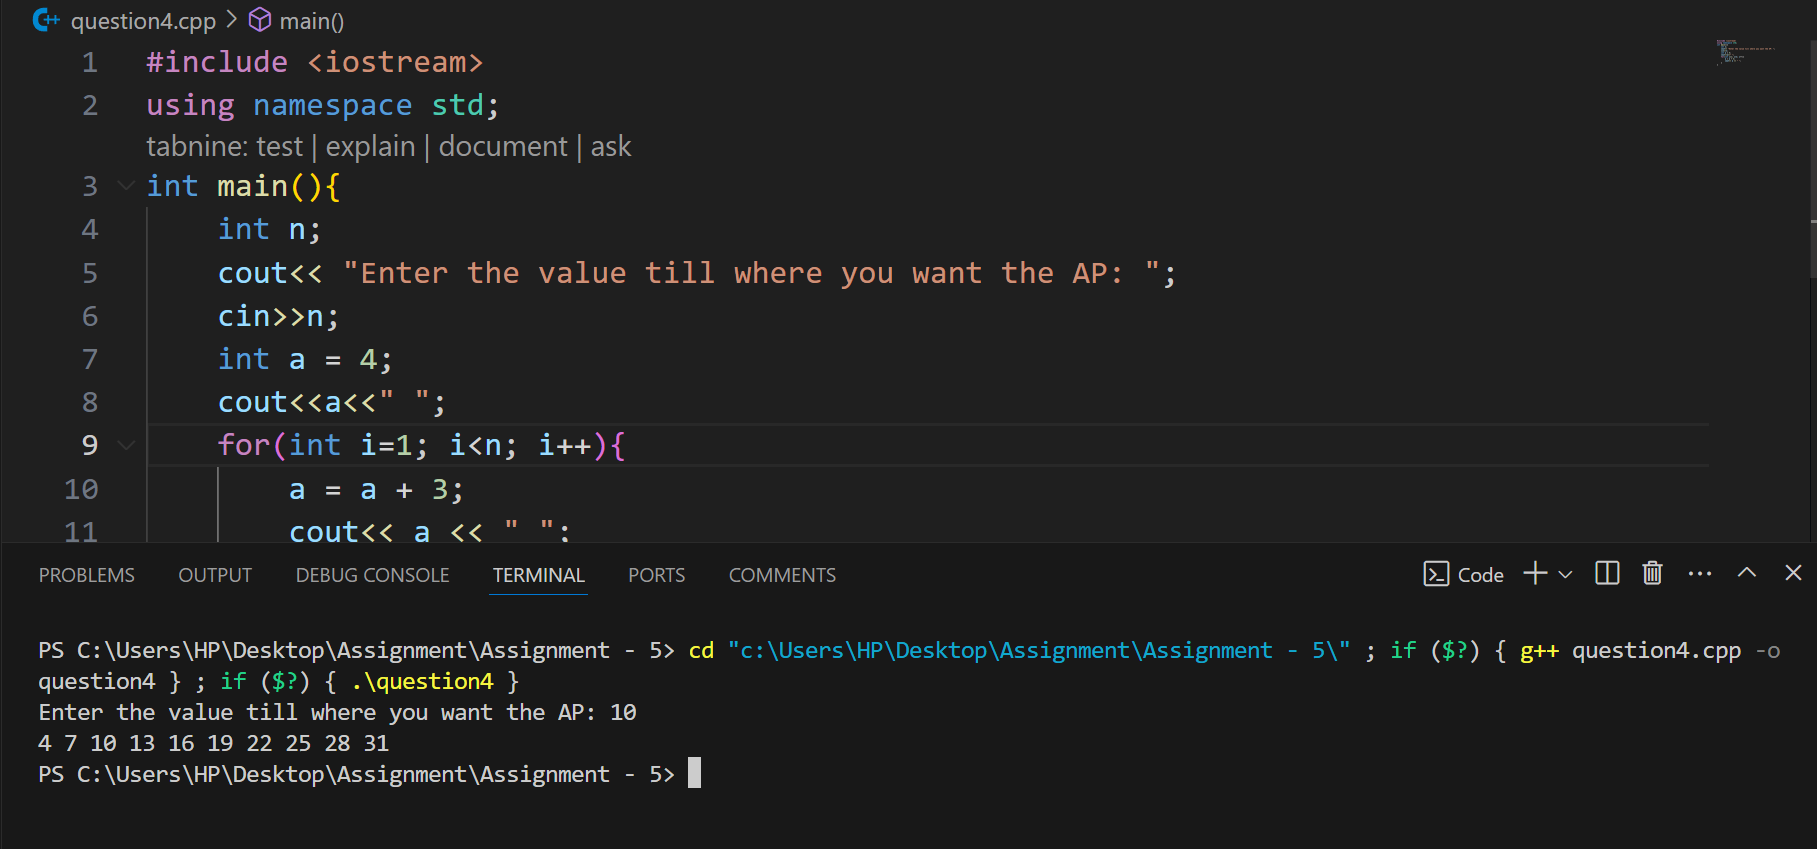 question4.cpp > main()
1 #include <iostream>
2 using namespace std;
tabnine: test | explain | document | ask
3 int main(){
4 int n;
5 cout<< "Enter the value till where you want the AP: ";
6 cin>>n;
7 int a = 4;
8 cout<<a<<" ";
9 for(int i=1; i<n; i++){
10 a = a + 3;
11 cout<< a << " ";
PROBLEMS OUTPUT DEBUG CONSOLE TERMINAL PORTS COMMENTS Code
PS C:\Users\HP\Desktop\Assignment\Assignment - 5> cd "c:\Users\HP\Desktop\Assignment\Assignment - 5\" ; if ($?) { g++ question4.cpp -o
question4 } ; if ($?) { .\question4 }
Enter the value till where you want the AP: 10
4 7 10 13 16 19 22 25 28 31
PS C:\Users\HP\Desktop\Assignment\Assignment - 5>